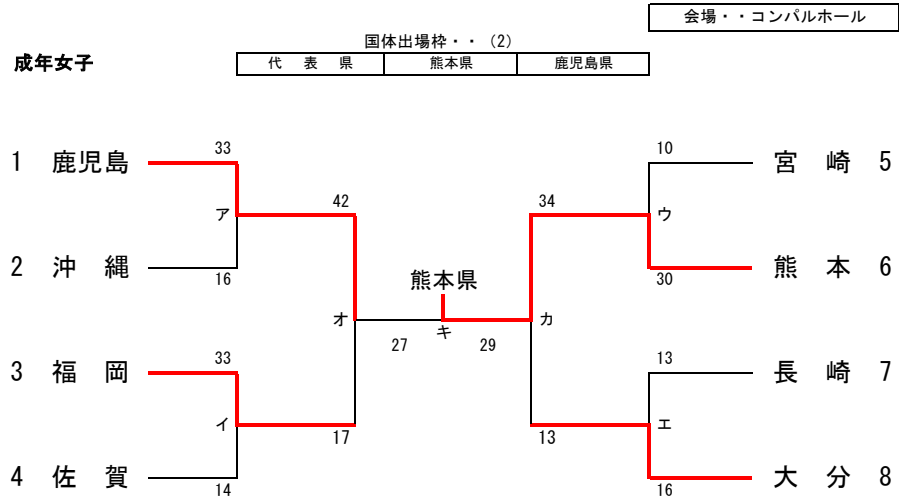 会場・・コンパルホール
国体出場枠・・（2）
成年女子
代　表　県　熊本県　鹿児島県
1　鹿児島　33
10　宮　崎　5
ア　42
34　ウ
2　沖　縄　16
30　熊　本　6
熊本県
オ　27　キ　29　カ
3　福　岡　33
13　長　崎　7
イ　17
13　エ
4　佐　賀　14
16　大　分　8